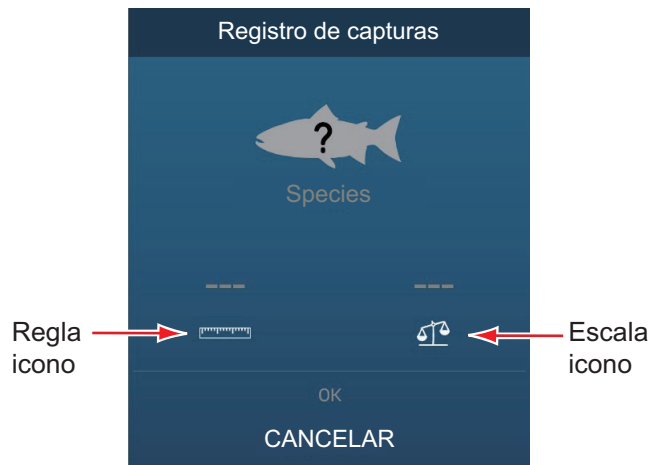 Registro de capturas
?
Species
--- ---
Regla
icono
Escala
icono
OK
CANCELAR